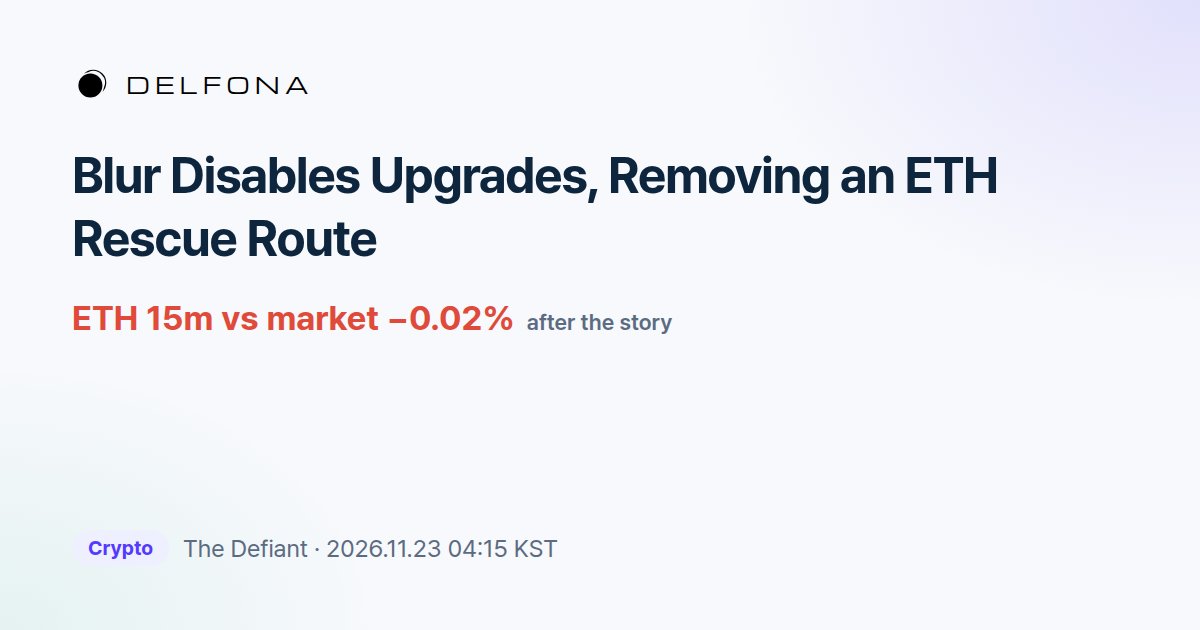 DELFONA
Blur Disables Upgrades, Removing an ETH
Rescue Route
ETH 15m vs market −0.02% after the story
Crypto The Defiant · 2026.11.23 04:15 KST